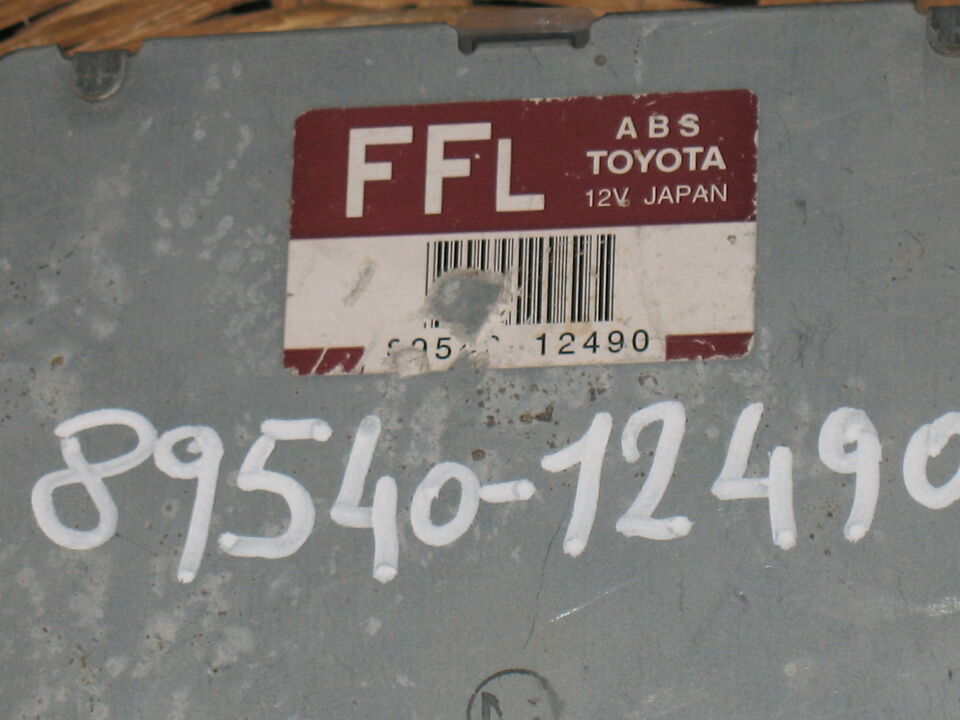 FFL
ABS
TOYOTA
12V JAPAN
12490
89540-12490